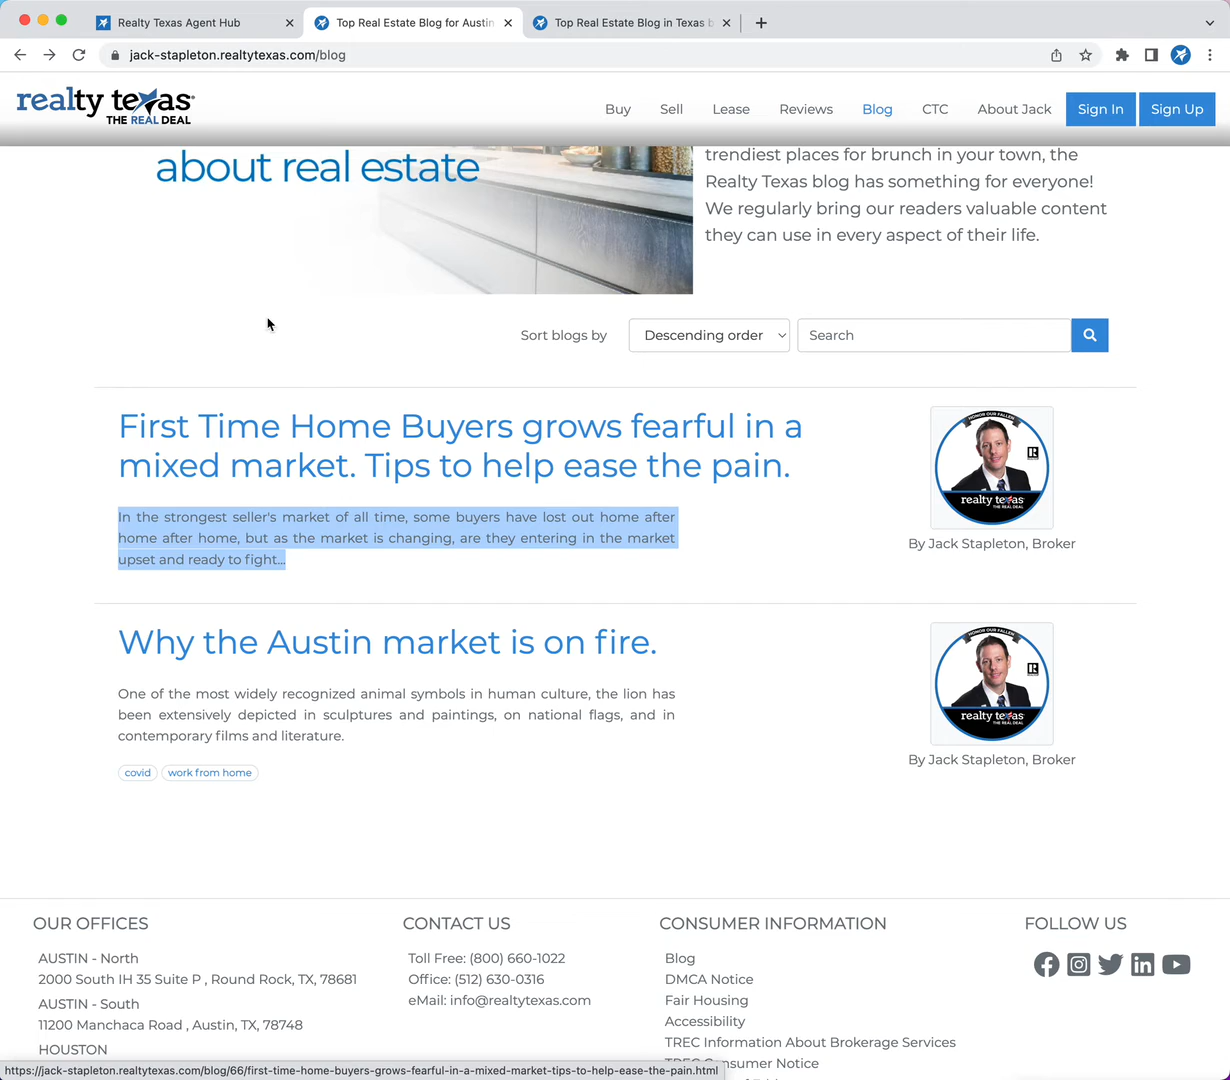 Realty Texas Agent Hub
Top Real Estate Blog for Austin
Top Real Estate Blog in Texas b
jack-stapleton.realtytexas.com/blog
realty texas
THE REAL DEAL
Buy
Sell
Lease
Reviews
Blog
CTC
About Jack
Sign In
Sign Up
about real estate
trendiest places for brunch in your town, the
Realty Texas blog has something for everyone!
We regularly bring our readers valuable content
they can use in every aspect of their life.
Sort blogs by
Descending order
Search
First Time Home Buyers grows fearful in a
mixed market. Tips to help ease the pain.
In the strongest seller's market of all time, some buyers have lost out home after
home after home, but as the market is changing, are they entering in the market
upset and ready to fight...
HONOR OUR FALLEN
realty texas
THE REAL DEAL
By Jack Stapleton, Broker
Why the Austin market is on fire.
One of the most widely recognized animal symbols in human culture, the lion has
been extensively depicted in sculptures and paintings, on national flags, and in
contemporary films and literature.
covid
work from home
HONOR OUR FALLEN
realty texas
THE REAL DEAL
By Jack Stapleton, Broker
OUR OFFICES
AUSTIN - North
2000 South IH 35 Suite P , Round Rock, TX, 78681
AUSTIN - South
11200 Manchaca Road , Austin, TX, 78748
HOUSTON
CONTACT US
Toll Free: (800) 660-1022
Office: (512) 630-0316
eMail: info@realtytexas.com
CONSUMER INFORMATION
Blog
DMCA Notice
Fair Housing
Accessibility
TREC Information About Brokerage Services
TREC Consumer Notice
FOLLOW US
https://jack-stapleton.realtytexas.com/blog/66/first-time-home-buyers-grows-fearful-in-a-mixed-market-tips-to-help-ease-the-pain.html